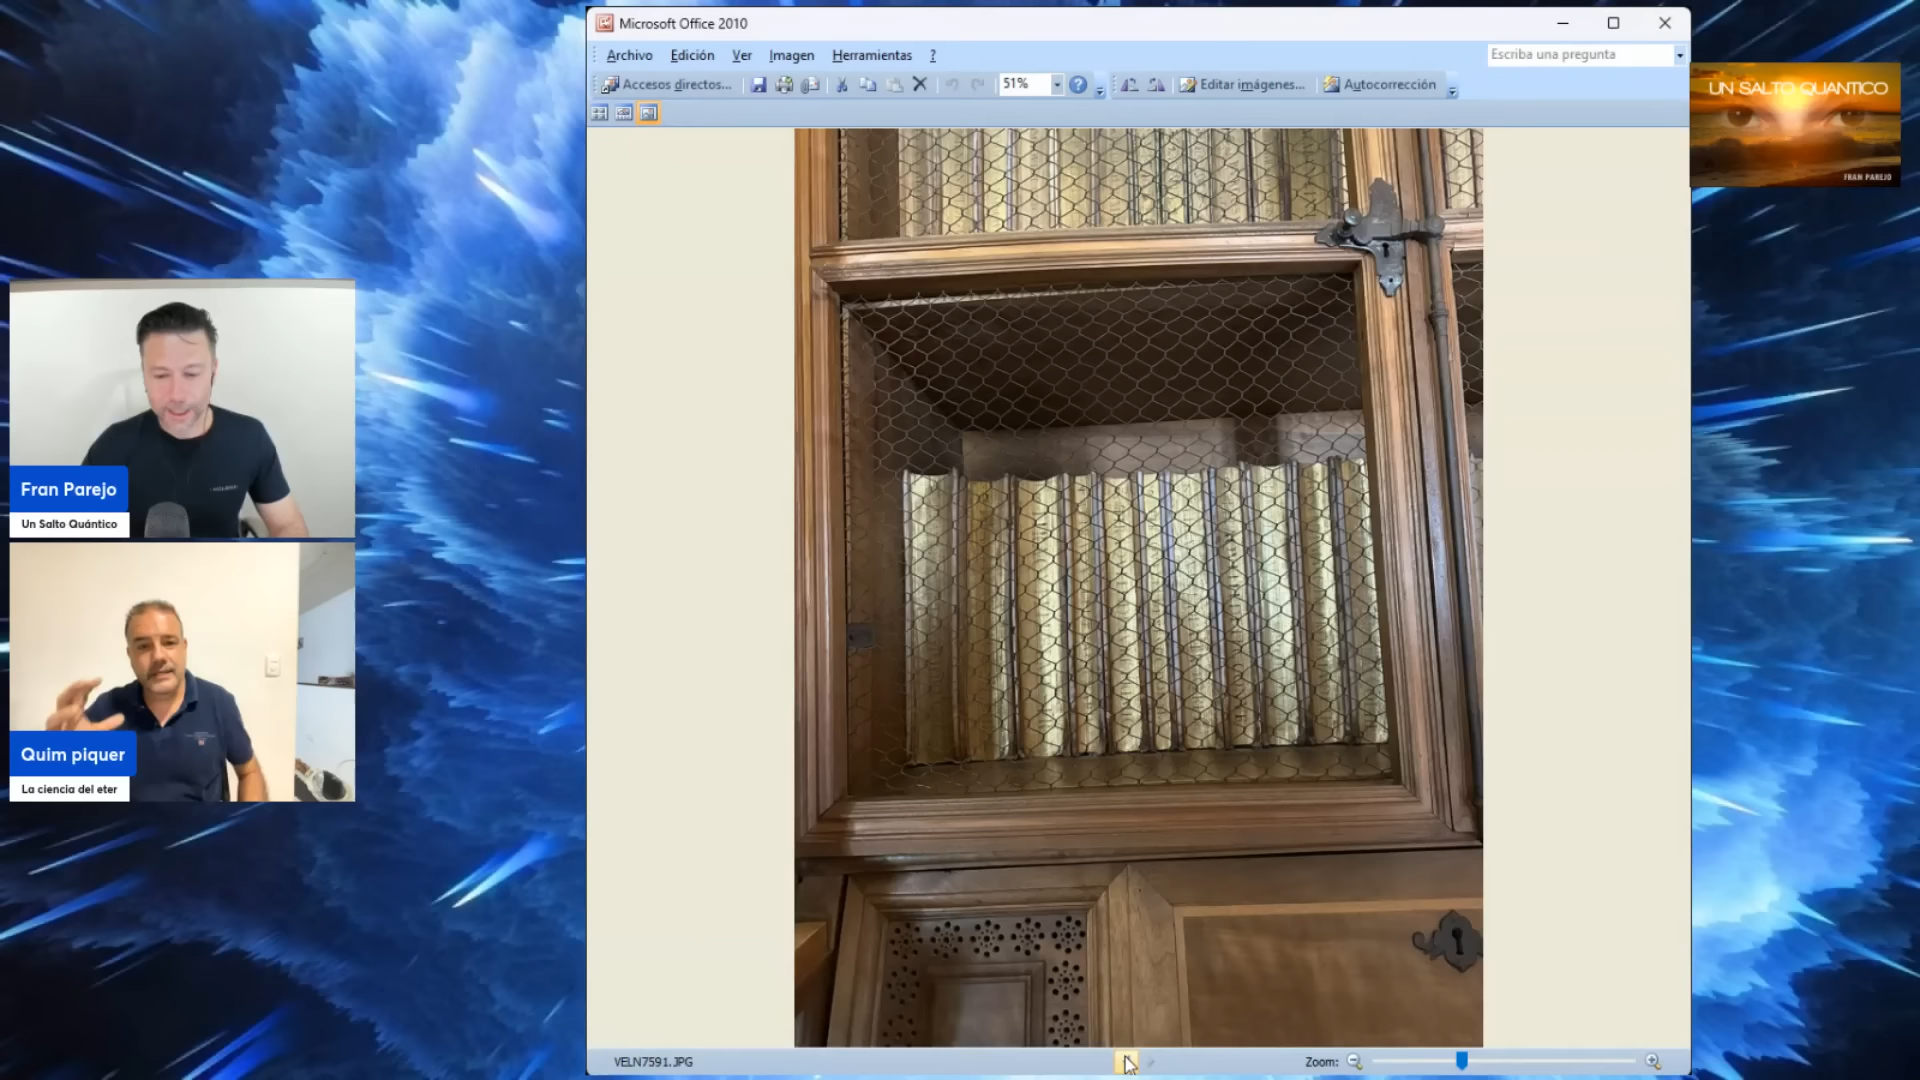 Microsoft Office 2010
Archivo Edición Ver Imagen Herramientas ?
Escriba una pregunta
Accesos directos... 51% Editar imágenes... Autocorrección
UN SALTO QUANTICO
FRAN PAREJO
Fran Parejo
Un Salto Quántico
Quim piquer
La ciencia del eter
VELN7591.JPG
Zoom: